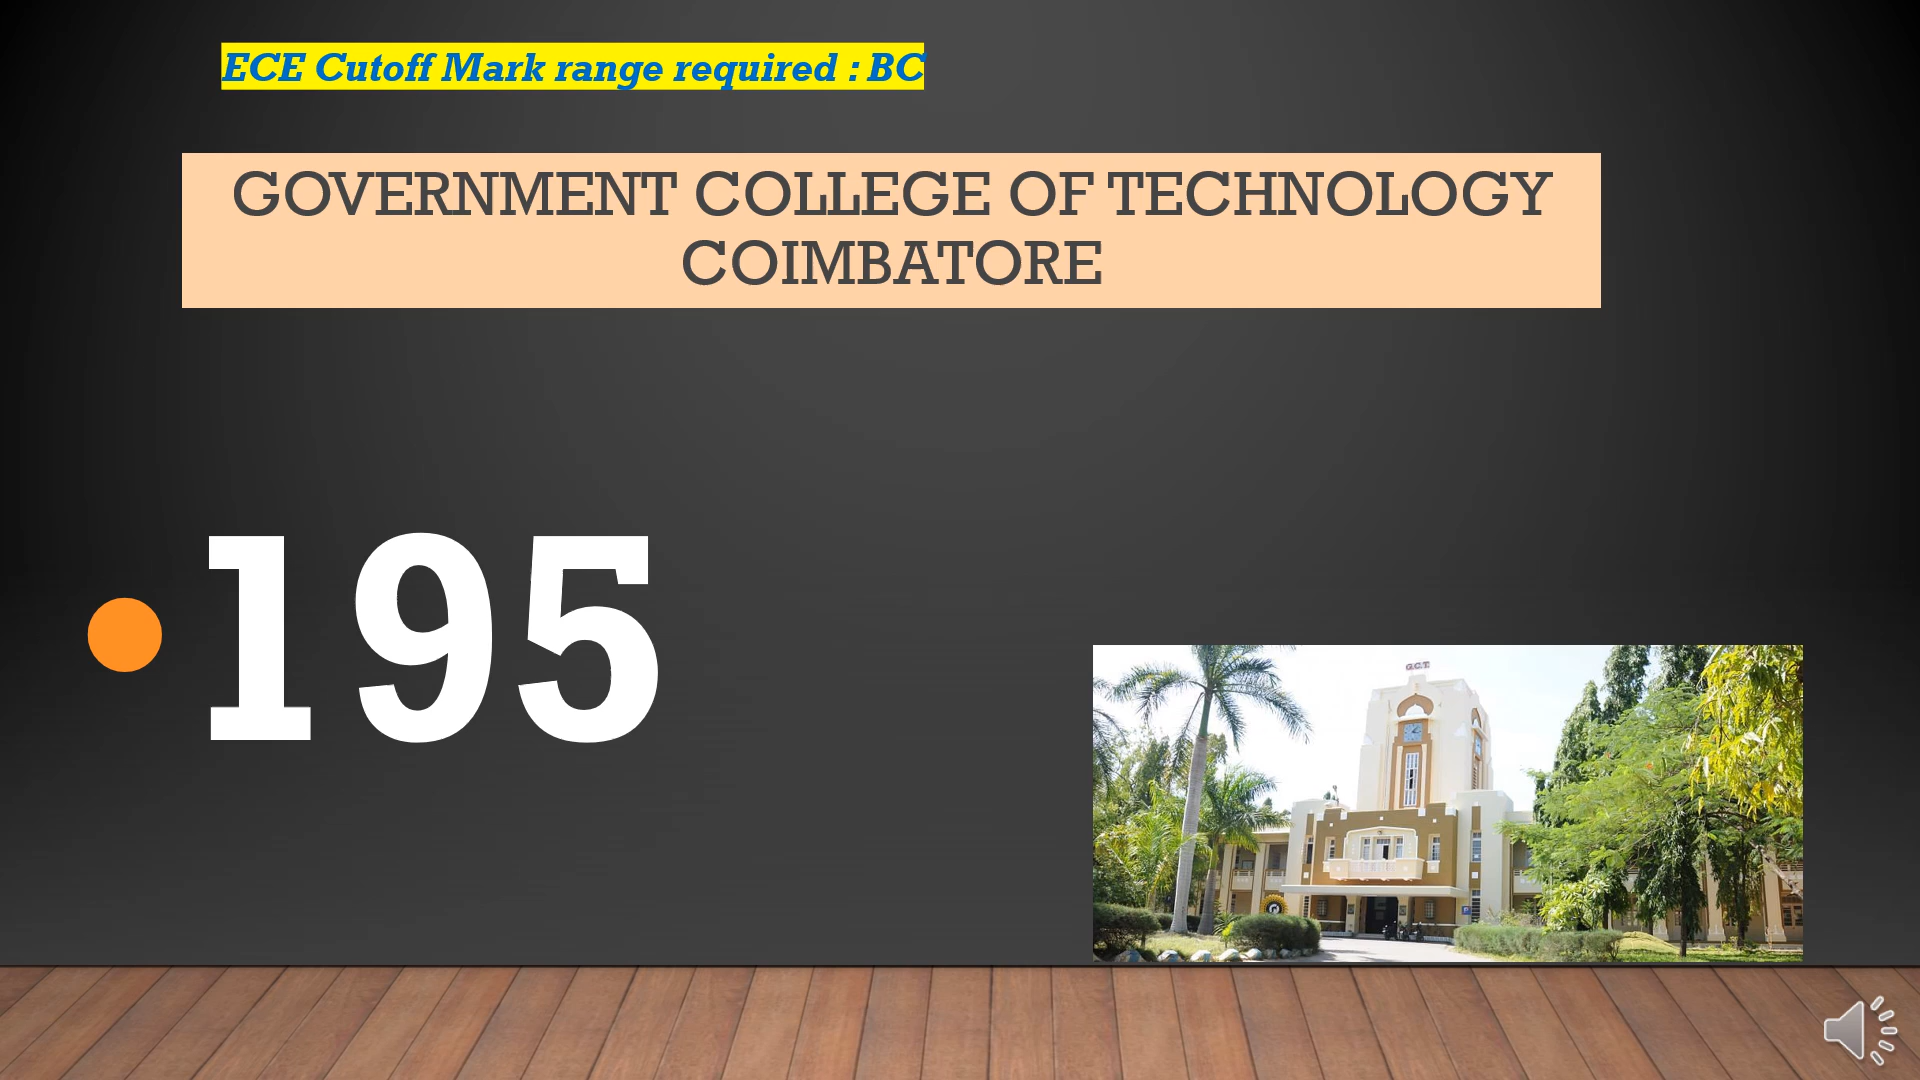 ECE Cutoff Mark range required : BC
GOVERNMENT COLLEGE OF TECHNOLOGY
COIMBATORE
195
G.C.T